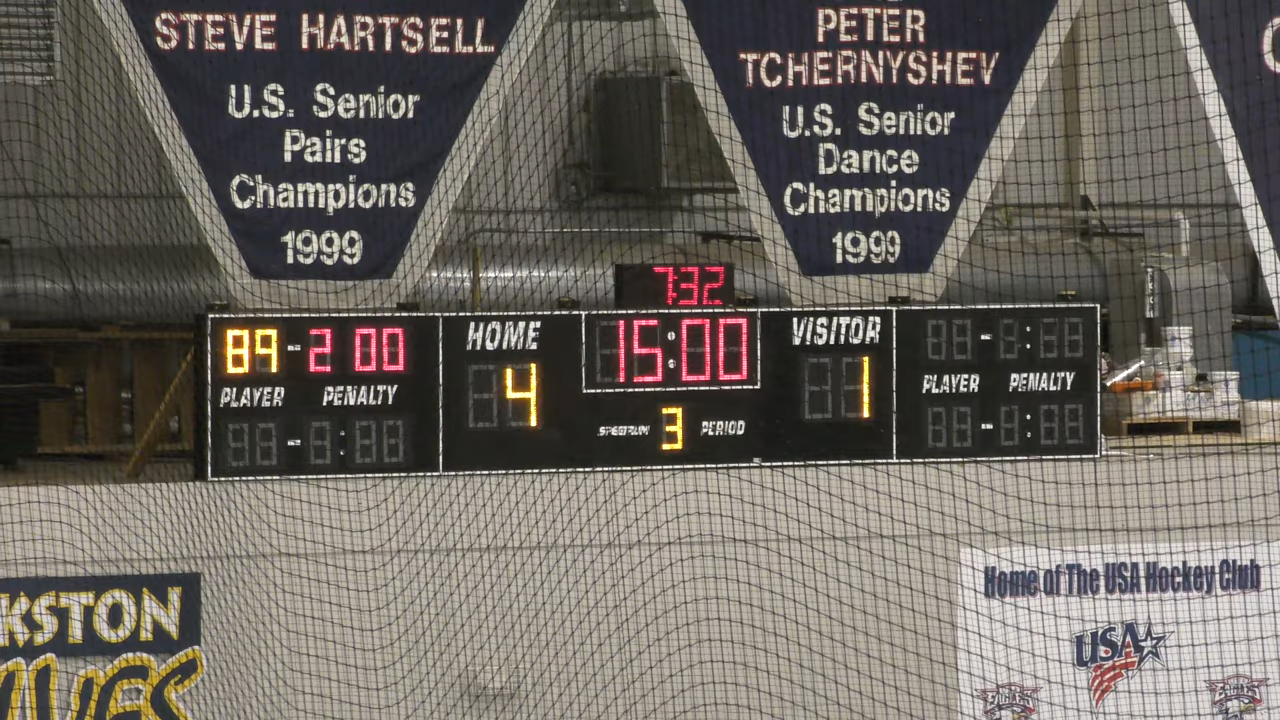 STEVE HARTSELL
U.S. Senior
Pairs
Champions
1999
PETER
TCHERNYSHEV
U.S. Senior
Dance
Champions
1999
7:32
89-2 00
PLAYER PENALTY
HOME
4
15:00
SPECTRUM 3 PERIOD
VISITOR
1
PLAYER PENALTY
KSTON
Home of The USA Hockey Club
USA